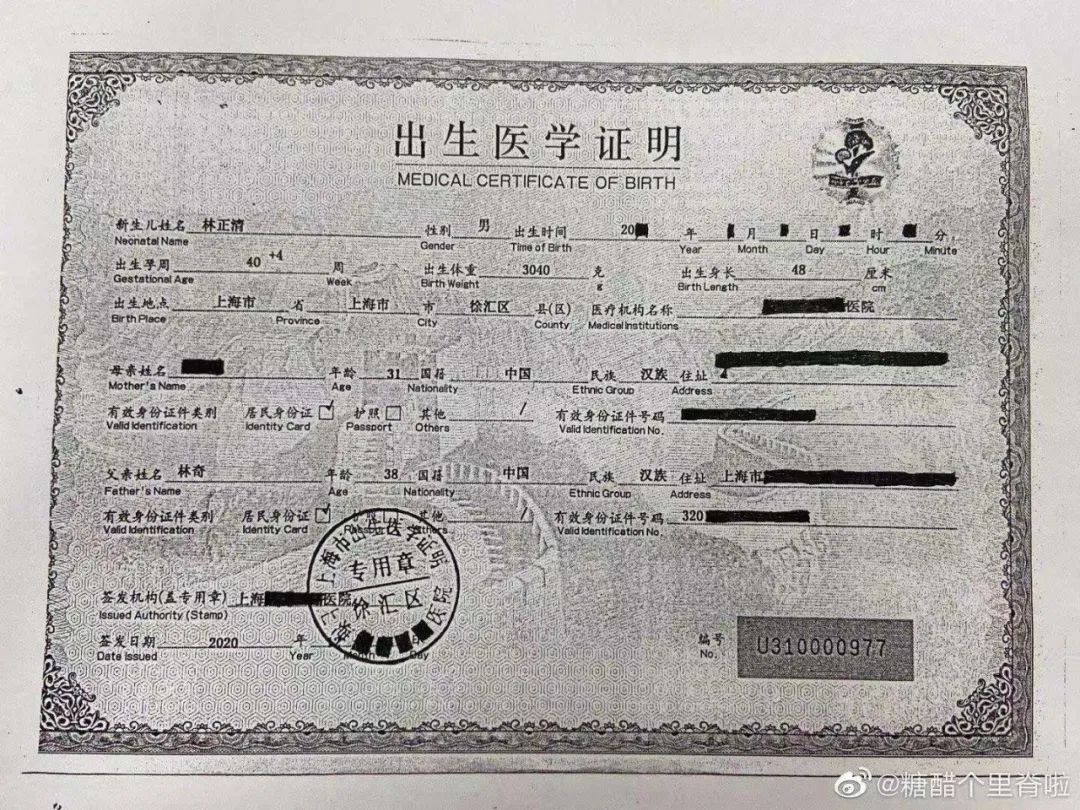 出生医学证明
MEDICAL CERTIFICATE OF BIRTH
新生儿姓名 林正清 性别 男 出生时间 20 年 月 日 时 分
Neonatal Name Gender Time of Birth Year Month Day Hour Minute
出生孕周 40+4 周 出生体重 3040 克 出生身长 48 厘米
Gestational Age Week Birth Weight g Birth Length cm
出生地点 上海市 省 上海市 市 徐汇区 县(区) 医疗机构名称 医院
Birth Place Province City County Medical Institutions
母亲姓名 年龄 31 国籍 中国 民族 汉族 住址
Mother's Name Age Nationality Ethnic Group Address
有效身份证件类别 居民身份证 护照 其他 / 有效身份证件号码
Valid Identification Identity Card Passport Others Valid Identification No.
父亲姓名 林奇 年龄 38 国籍 中国 民族 汉族 住址 上海市
Father's Name Age Nationality Ethnic Group Address
有效身份证件类别 居民身份证 其他 有效身份证件号码 320
Valid Identification Identity Card Valid Identification No.
上海市出生医学证明
专用章
徐汇区
医院
签发机构(盖专用章) 上海 医院
Issued Authority (Stamp)
签发日期 2020 年
Date Issued Year Day
编号 U310000977
No.
@糖醋个里脊啦